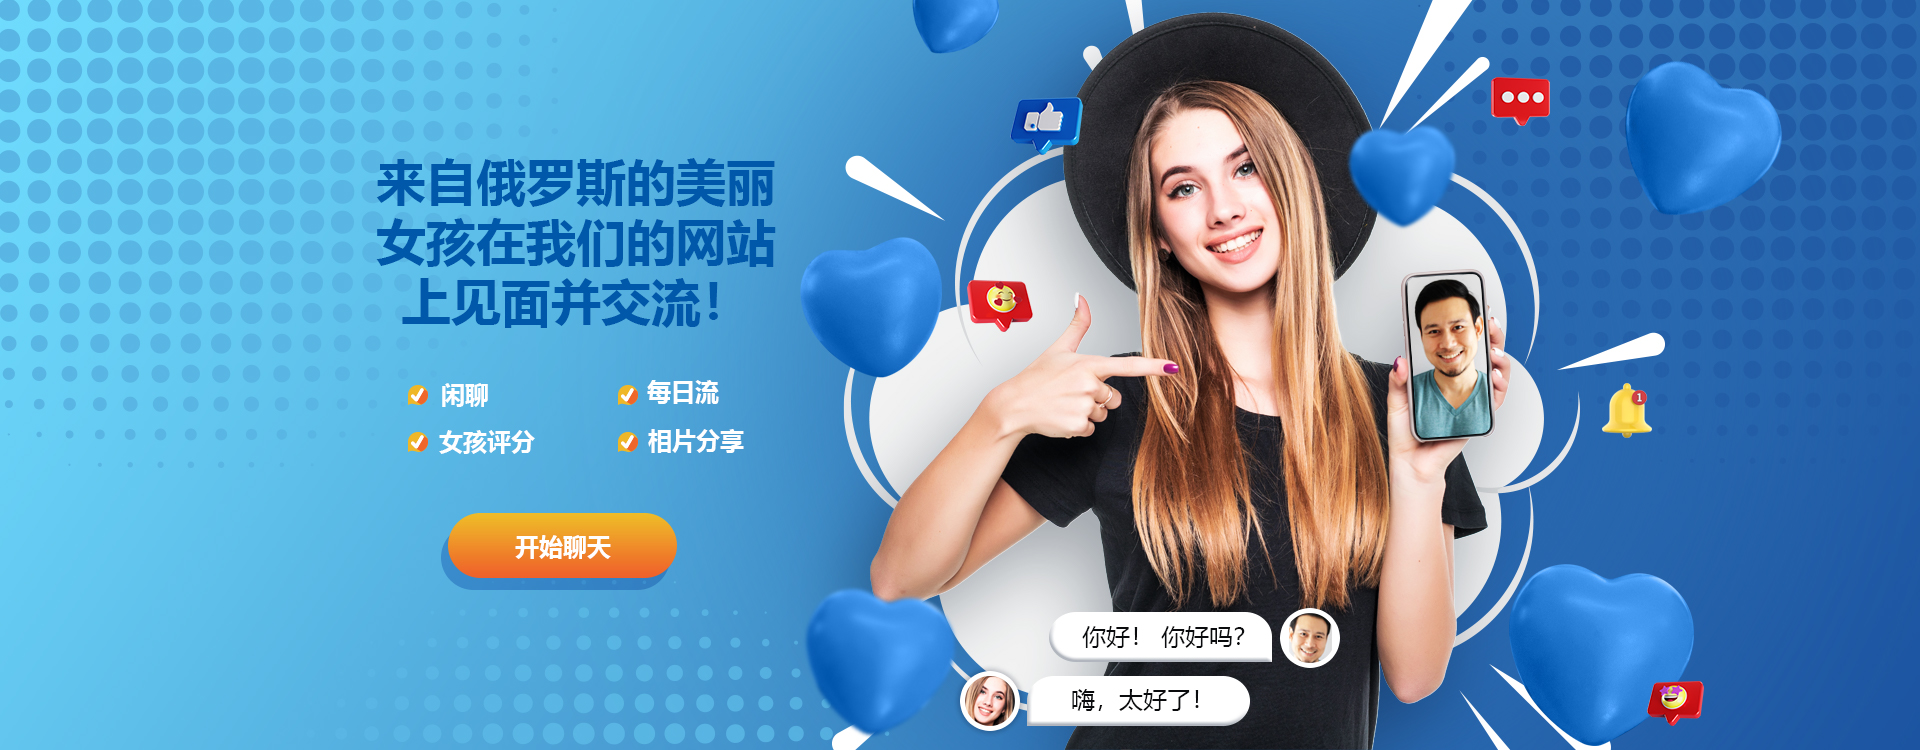 来自俄罗斯的美丽
女孩在我们的网站
上见面并交流！
闲聊
每日流
女孩评分
相片分享
开始聊天
1
你好！ 你好吗？
嗨，太好了！